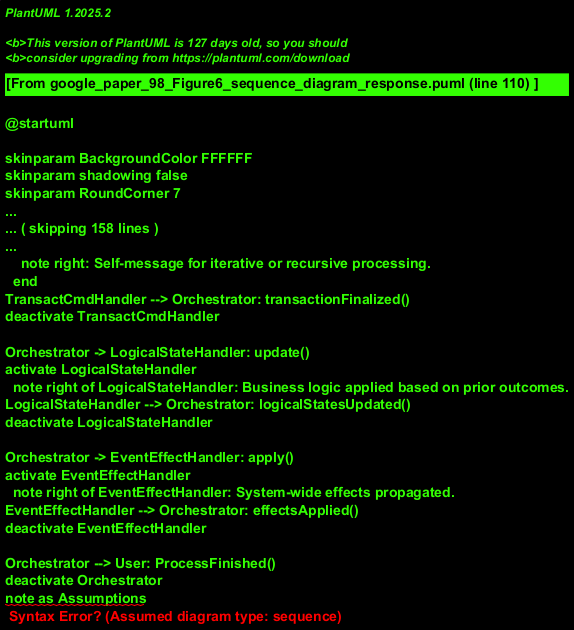 PlantUML 1.2025.2
<b>This version of PlantUML is 127 days old, so you should
<b>consider upgrading from https://plantuml.com/download
[From google_paper_98_Figure6_sequence_diagram_response.puml (line 110) ]
@startuml
skinparam BackgroundColor FFFFFF
skinparam shadowing false
skinparam RoundCorner 7
...
... ( skipping 158 lines )
...
note right: Self-message for iterative or recursive processing.
end
TransactCmdHandler --> Orchestrator: transactionFinalized()
deactivate TransactCmdHandler
Orchestrator -> LogicalStateHandler: update()
activate LogicalStateHandler
note right of LogicalStateHandler: Business logic applied based on prior outcomes.
LogicalStateHandler --> Orchestrator: logicalStatesUpdated()
deactivate LogicalStateHandler
Orchestrator -> EventEffectHandler: apply()
activate EventEffectHandler
note right of EventEffectHandler: System-wide effects propagated.
EventEffectHandler --> Orchestrator: effectsApplied()
deactivate EventEffectHandler
Orchestrator --> User: ProcessFinished()
deactivate Orchestrator
note as Assumptions
Syntax Error? (Assumed diagram type: sequence)